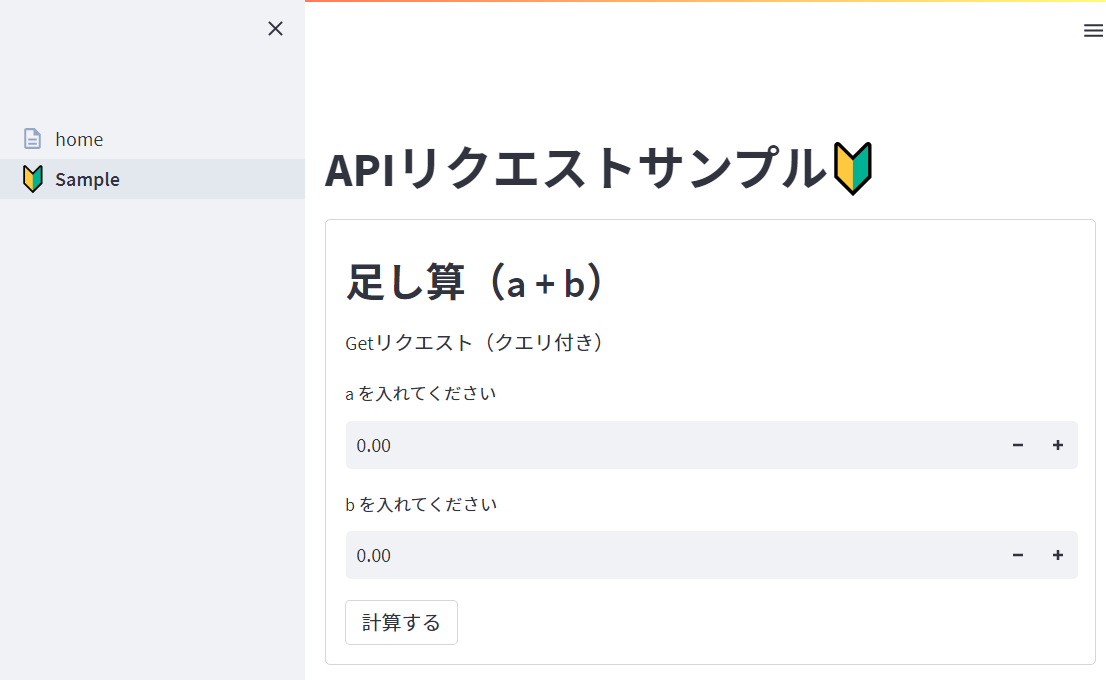 home
Sample
APIリクエストサンプル🔰
足し算（a + b）
Getリクエスト（クエリ付き）
a を入れてください
0.00
b を入れてください
0.00
計算する